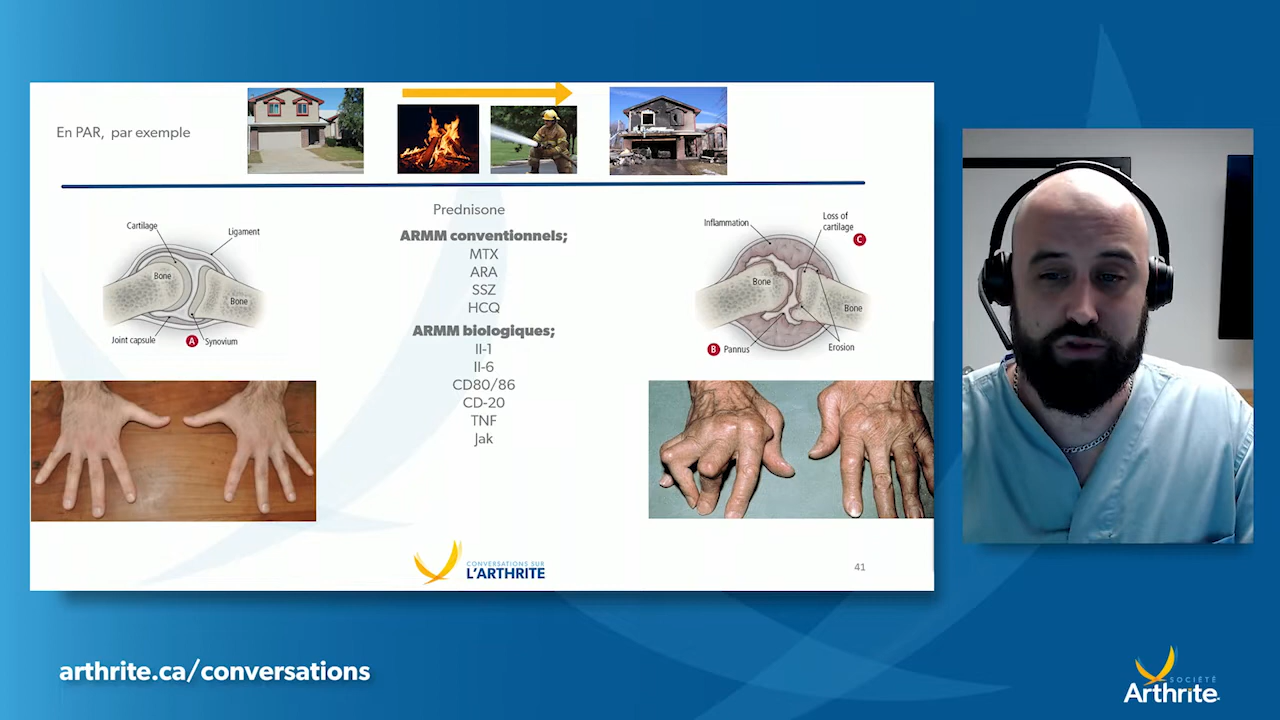 En PAR, par exemple
Prednisone
ARMM conventionnels;
MTX
ARA
SSZ
HCQ
ARMM biologiques;
Il-1
Il-6
CD80/86
CD-20
TNF
Jak
Cartilage
Ligament
Bone
Bone
Joint capsule
A Synovium
Inflammation
Loss of
cartilage
C
Bone
Bone
B Pannus
Erosion
CONVERSATIONS SUR
L'ARTHRITE
41
arthrite.ca/conversations
SOCIÉTÉ
Arthrite